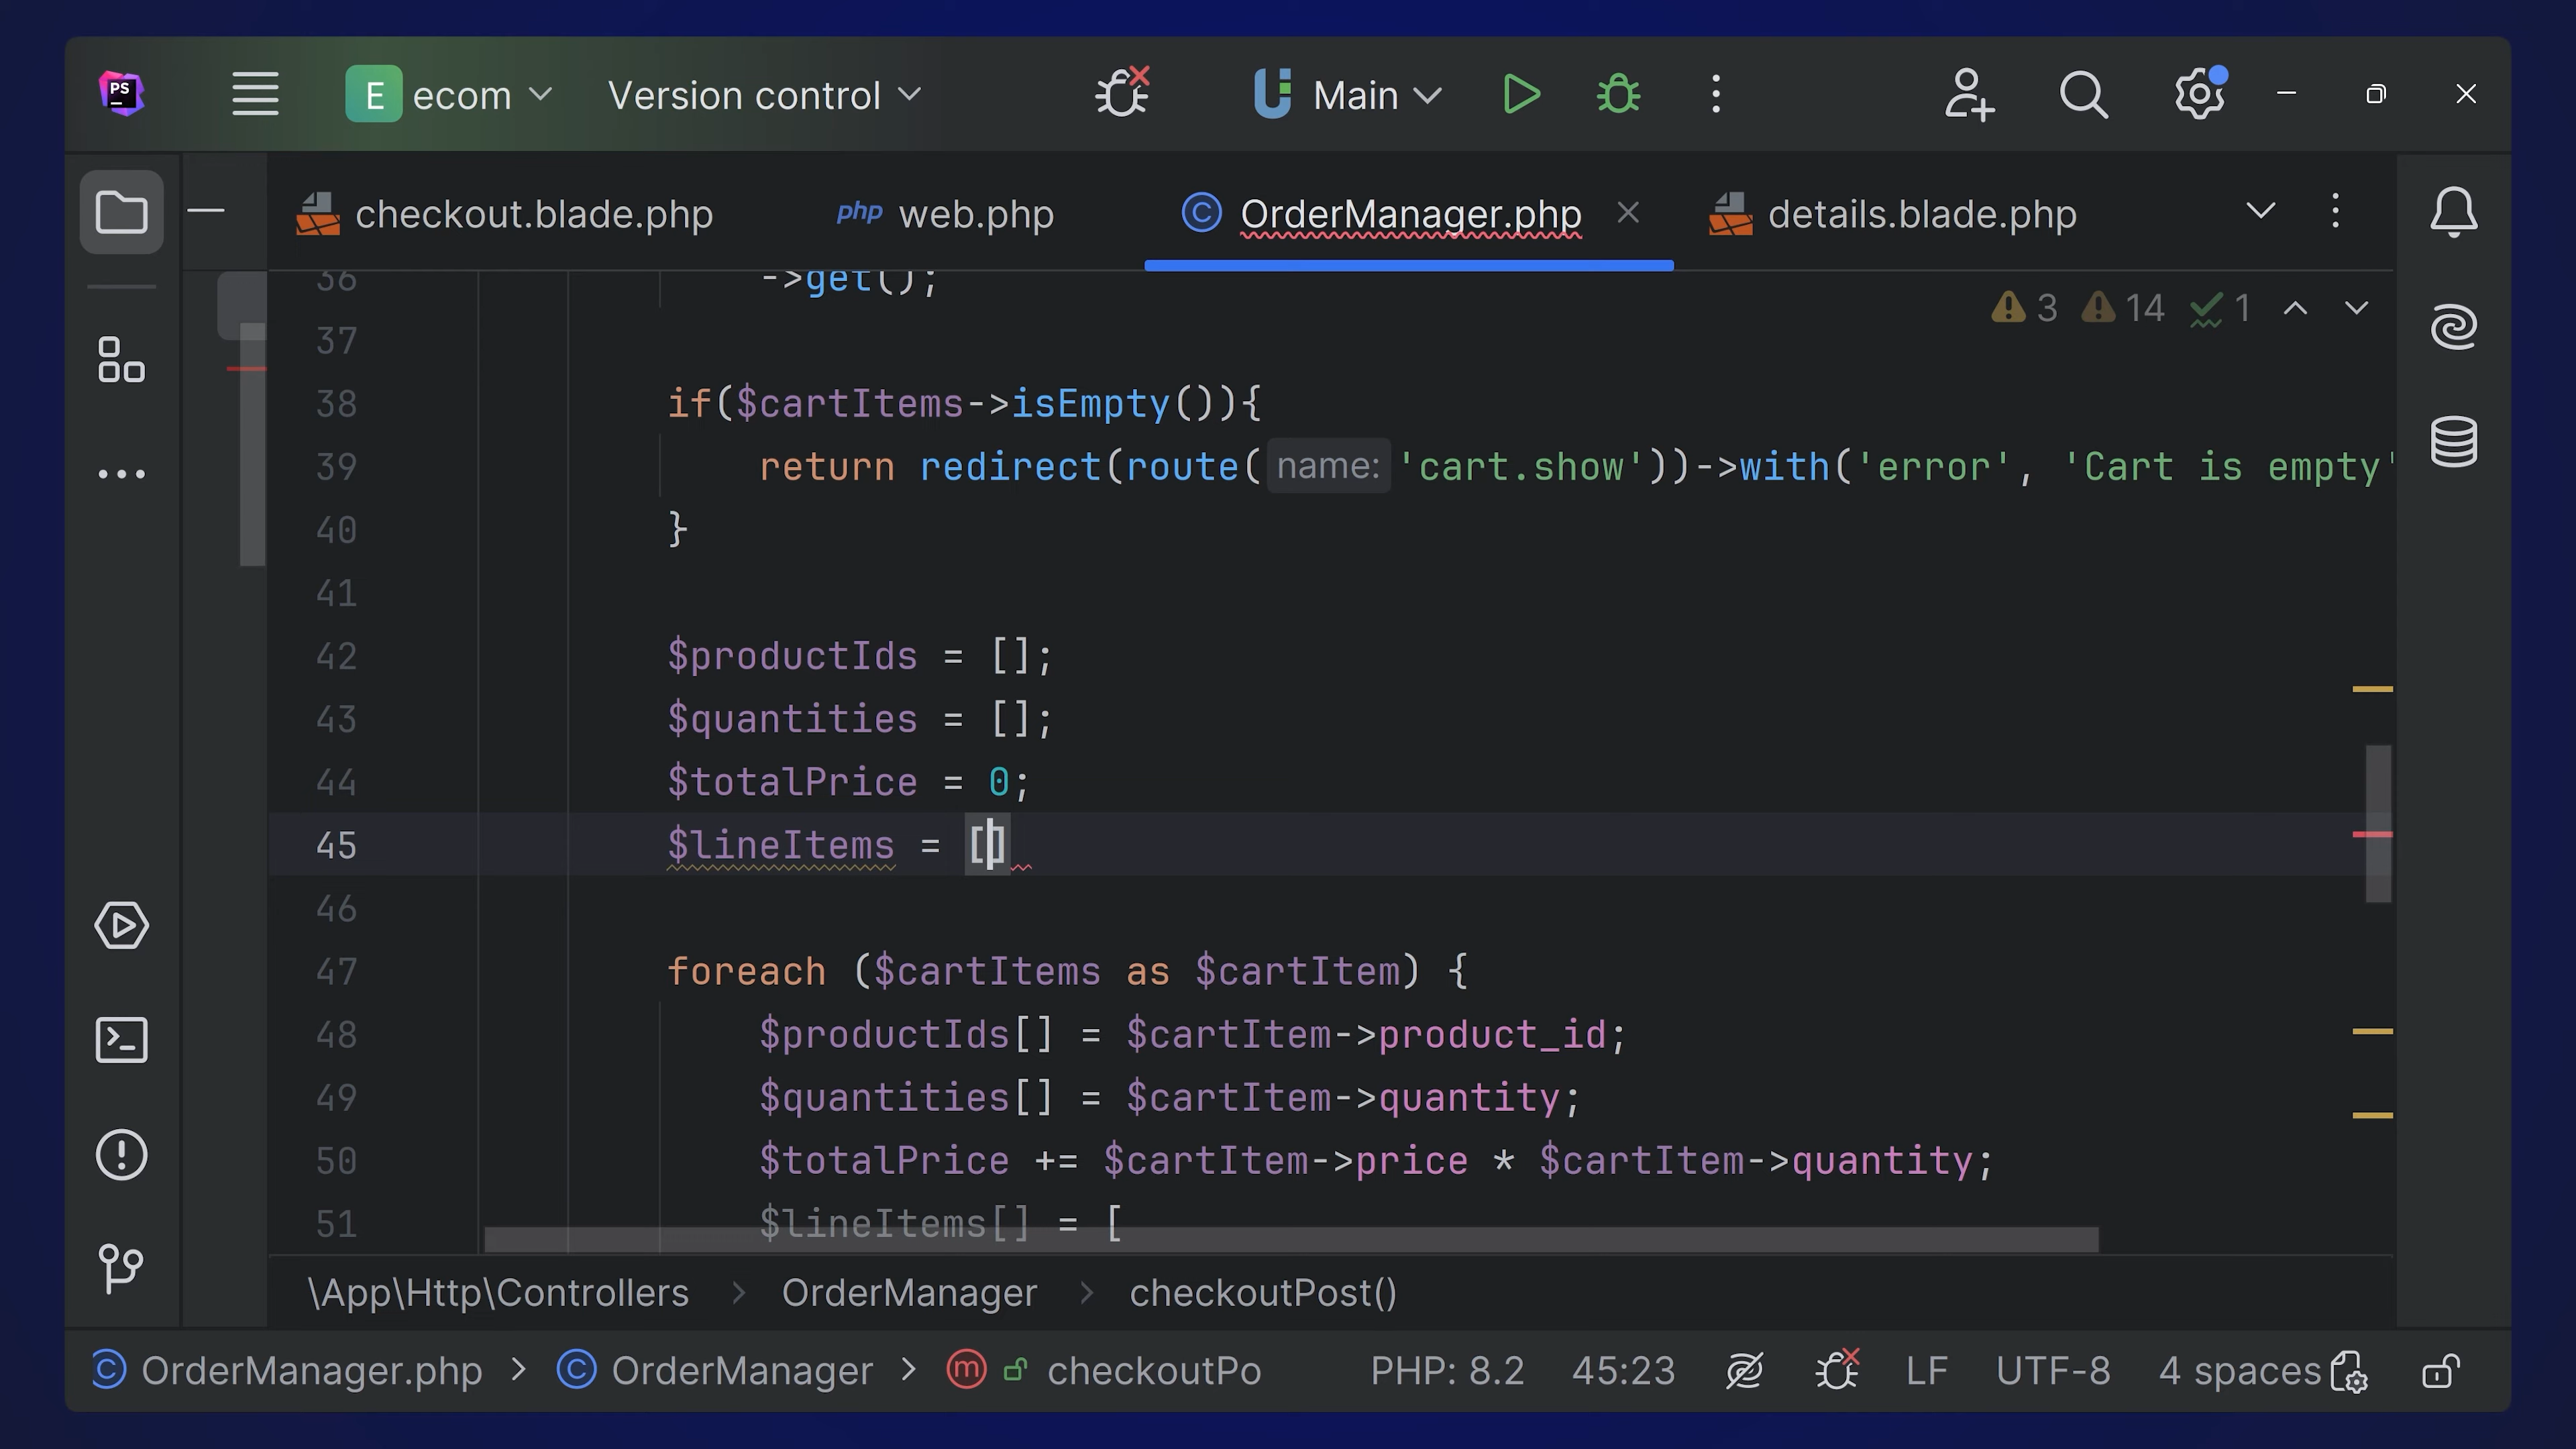 PS
E ecom Version control Main
checkout.blade.php php web.php OrderManager.php details.blade.php
3 14 1
36 ->get();
37
38 if($cartItems->isEmpty()){
39 return redirect(route( name: 'cart.show'))->with('error', 'Cart is empty'
40 }
41
42 $productIds = [];
43 $quantities = [];
44 $totalPrice = 0;
45 $lineItems = []
46
47 foreach ($cartItems as $cartItem) {
48 $productIds[] = $cartItem->product_id;
49 $quantities[] = $cartItem->quantity;
50 $totalPrice += $cartItem->price * $cartItem->quantity;
51 $lineItems[] = [
\App\Http\Controllers > OrderManager > checkoutPost()
OrderManager.php > OrderManager > m checkoutPo PHP: 8.2 45:23 LF UTF-8 4 spaces